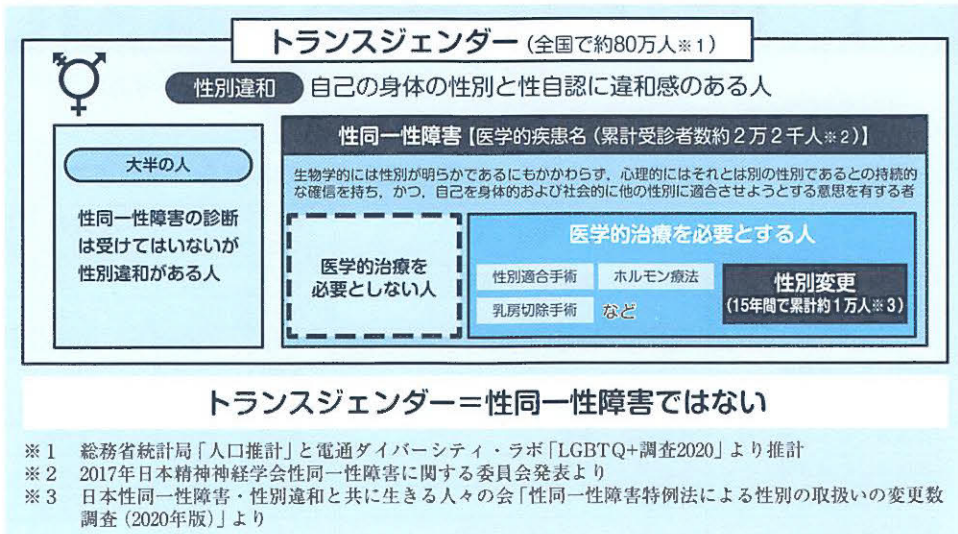 トランスジェンダー（全国で約80万人※1）
性別違和 自己の身体の性別と性自認に違和感のある人
大半の人
性同一性障害の診断
は受けてはいないが
性別違和がある人
性同一性障害【医学的疾患名（累計受診者数約2万2千人※2）】
生物学的には性別が明らかであるにもかかわらず，心理的にはそれとは別の性別であるとの持続的
な確信を持ち，かつ，自己を身体的および社会的に他の性別に適合させようとする意思を有する者
医学的治療を
必要としない人
医学的治療を必要とする人
性別適合手術
ホルモン療法
乳房切除手術
など
性別変更
（15年間で累計約1万人※3）
トランスジェンダー＝性同一性障害ではない
※1 総務省統計局「人口推計」と電通ダイバーシティ・ラボ「LGBTQ+調査2020」より推計
※2 2017年日本精神神経学会性同一性障害に関する委員会発表より
※3 日本性同一性障害・性別違和と共に生きる人々の会「性同一性障害特例法による性別の取扱いの変更数
調査（2020年版）」より